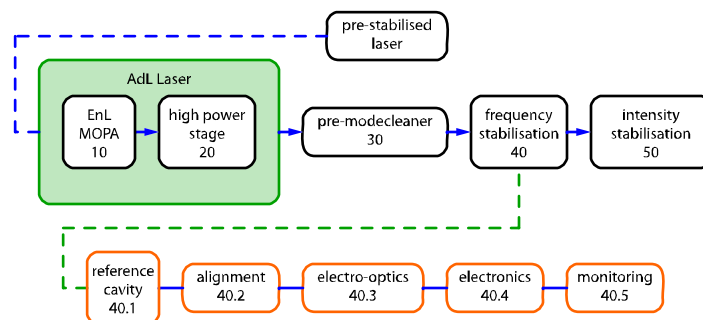 pre-stabilised
laser
AdL Laser
EnL
MOPA
10
high power
stage
20
pre-modecleaner
30
frequency
stabilisation
40
intensity
stabilisation
50
reference
cavity
40.1
alignment
40.2
electro-optics
40.3
electronics
40.4
monitoring
40.5